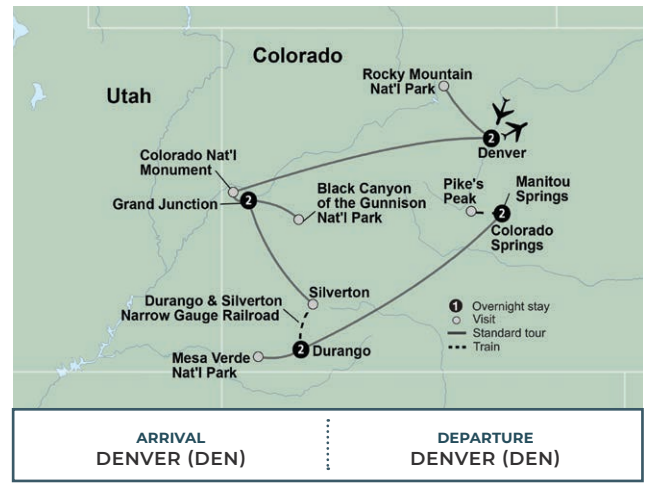 Colorado
Utah
Rocky Mountain
Nat'l Park
2
Denver
Colorado Nat'l
Monument
Grand Junction
2
Black Canyon
of the Gunnison
Nat'l Park
Pike's
Peak
Manitou
Springs
2
Colorado
Springs
Silverton
Durango & Silverton
Narrow Gauge Railroad
2
Durango
Mesa Verde
Nat'l Park
1 Overnight stay
Visit
Standard tour
Train
ARRIVAL
DENVER (DEN)
DEPARTURE
DENVER (DEN)